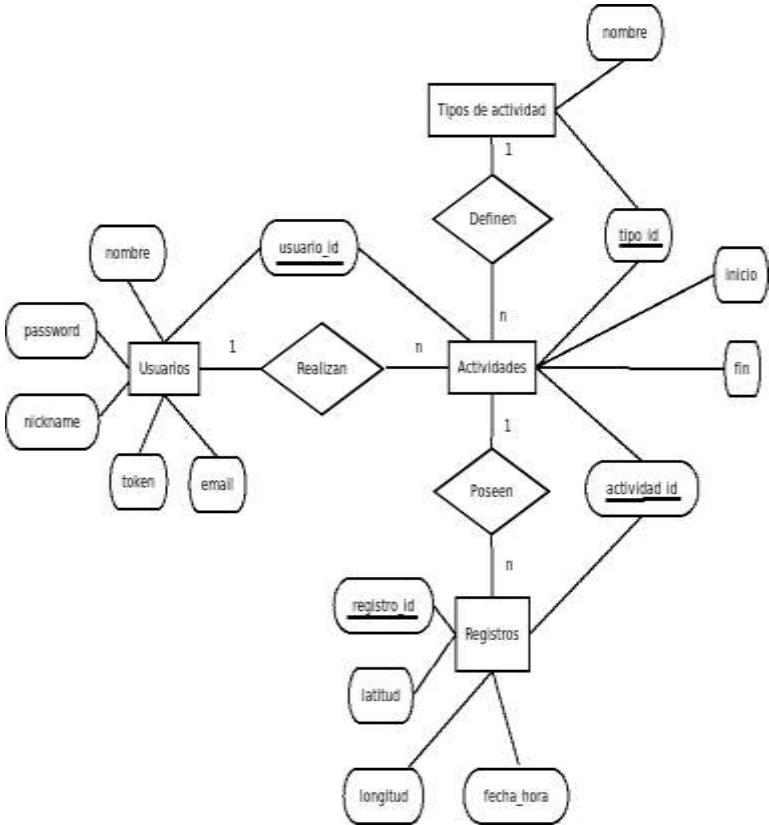 nombre
Tipos de actividad
1
Definen
tipo_id
usuario_id
nombre
inicio
n
password
1
n
Usuarios
Realizan
Actividades
fin
nickname
1
token
email
Poseen
actividad_id
n
registro_id
Registros
latitud
longitud
fecha_hora